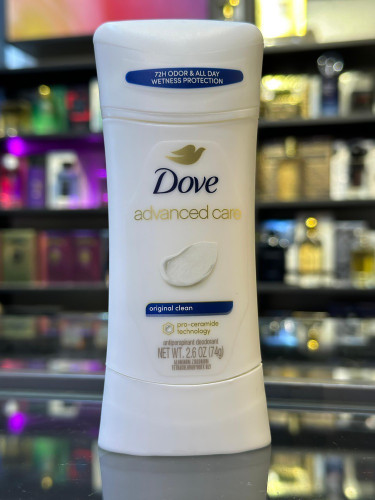 72H ODOR & ALL DAY
WETNESS PROTECTION
Dove
advanced care
original clean
pro-ceramide
technology
antiperspirant deodorant
NET WT. 2.6 OZ (74g)